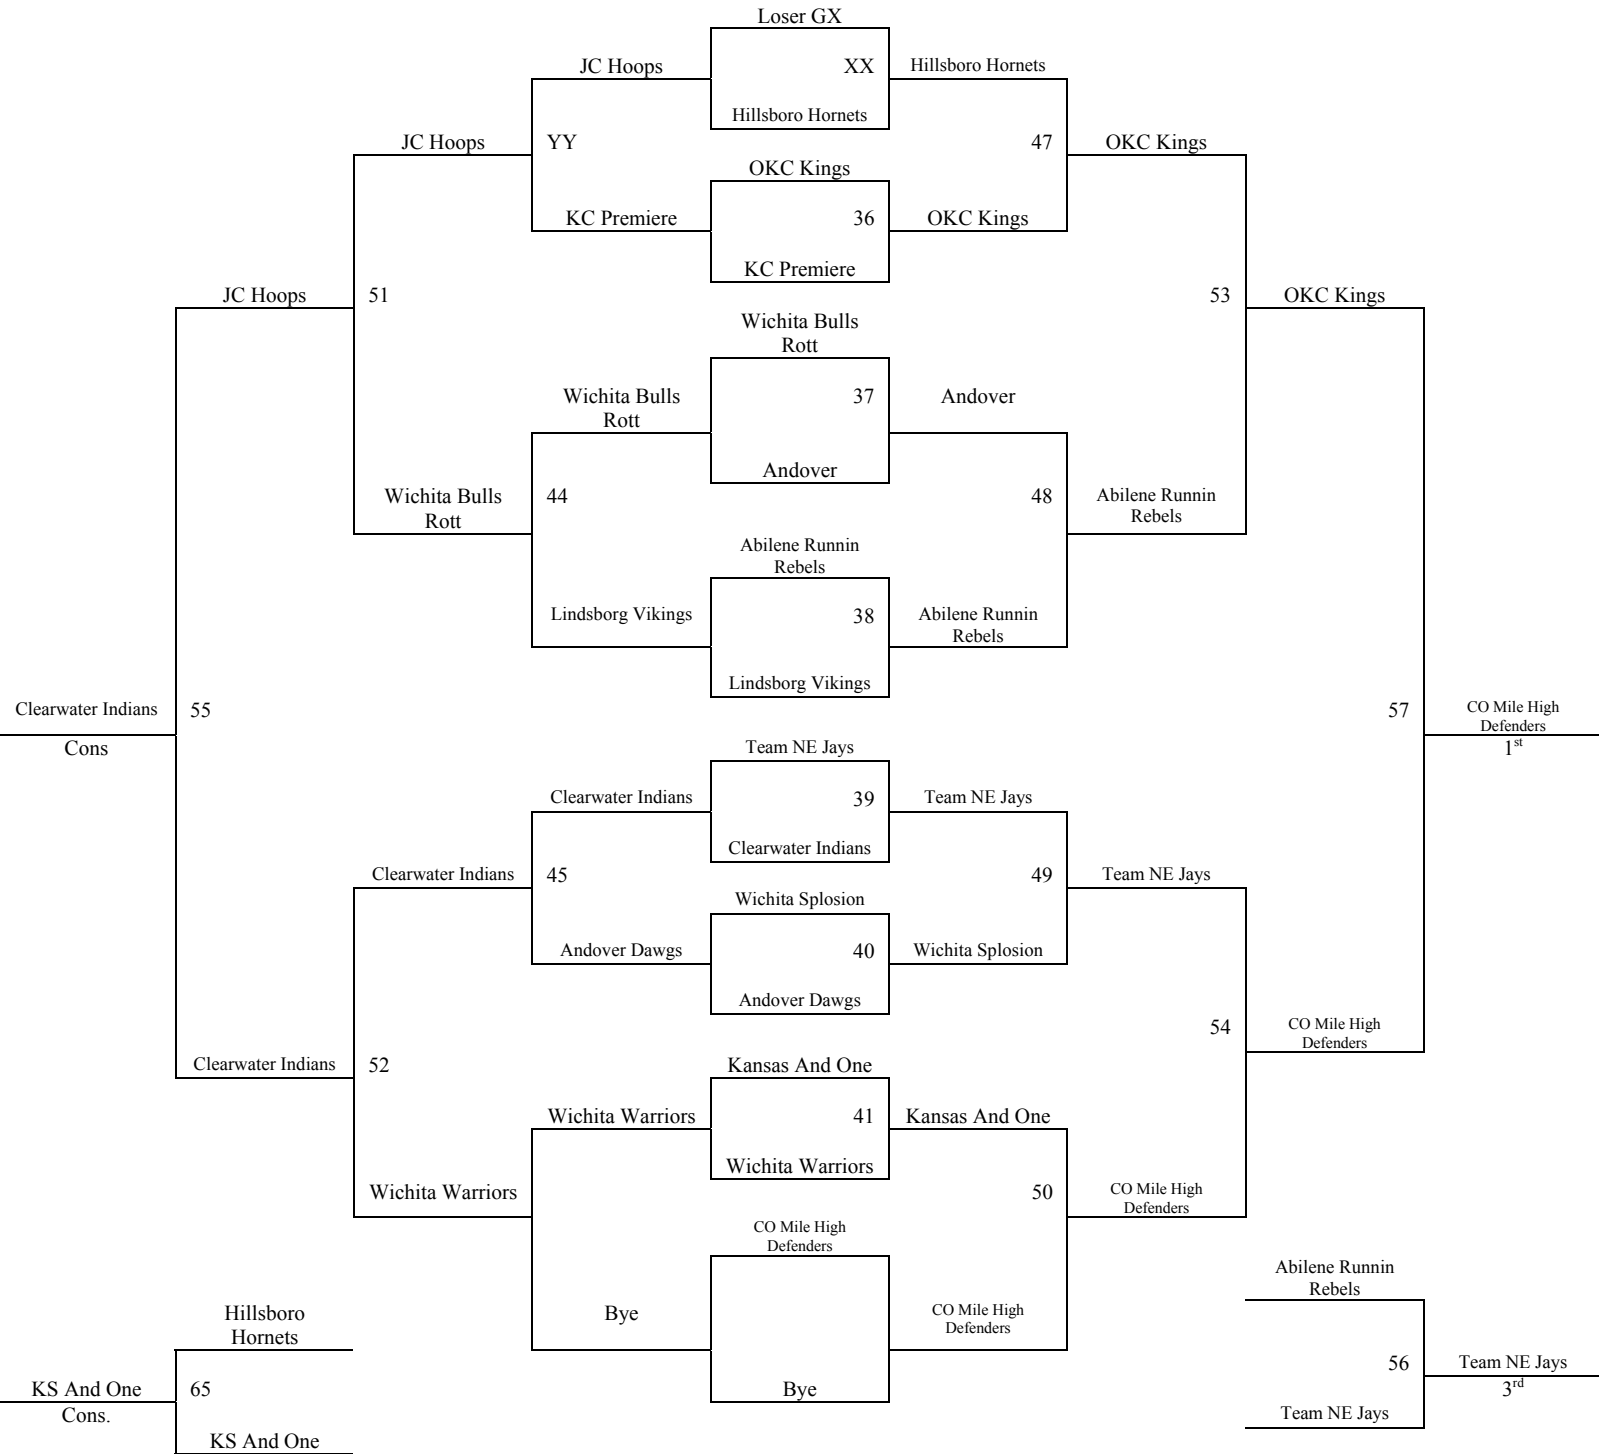 Loser GX
JC Hoops
XX
Hillsboro Hornets
Hillsboro Hornets
JC Hoops
YY
47
OKC Kings
OKC Kings
KC Premiere
36
OKC Kings
KC Premiere
JC Hoops
51
53
OKC Kings
Wichita Bulls
Rott
Wichita Bulls
Rott
37
Andover
Andover
Wichita Bulls
Rott
44
48
Abilene Runnin
Rebels
Abilene Runnin
Rebels
Lindsborg Vikings
38
Abilene Runnin
Rebels
Lindsborg Vikings
Clearwater Indians
55
57
CO Mile High
Defenders
Cons
1st
Team NE Jays
Clearwater Indians
39
Team NE Jays
Clearwater Indians
Clearwater Indians
45
49
Team NE Jays
Wichita Splosion
Andover Dawgs
40
Wichita Splosion
Andover Dawgs
54
CO Mile High
Defenders
Clearwater Indians
52
Kansas And One
Wichita Warriors
41
Kansas And One
Wichita Warriors
Wichita Warriors
50
CO Mile High
Defenders
CO Mile High
Defenders
Bye
CO Mile High
Defenders
Bye
Abilene Runnin
Rebels
Hillsboro
Hornets
56
Team NE Jays
3rd
KS And One
65
Cons.
Team NE Jays
KS And One